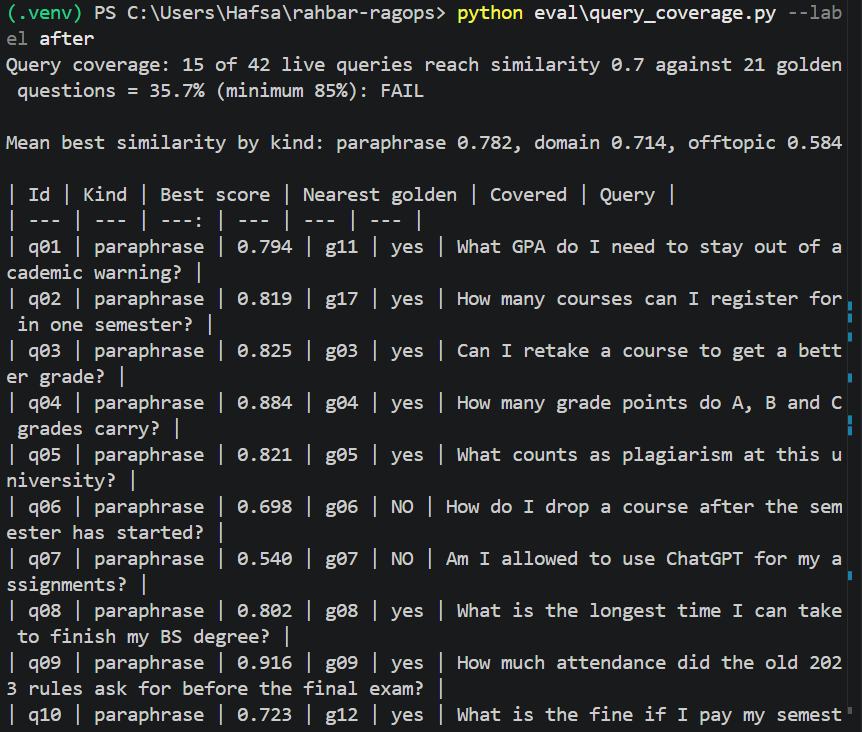 (.venv) PS C:\Users\Hafsa\rahbar-ragops> python eval\query_coverage.py --lab
el after
Query coverage: 15 of 42 live queries reach similarity 0.7 against 21 golden
 questions = 35.7% (minimum 85%): FAIL

Mean best similarity by kind: paraphrase 0.782, domain 0.714, offtopic 0.584

| Id | Kind | Best score | Nearest golden | Covered | Query |
| --- | --- | ---: | --- | --- | --- |
| q01 | paraphrase | 0.794 | g11 | yes | What GPA do I need to stay out of a
cademic warning? |
| q02 | paraphrase | 0.819 | g17 | yes | How many courses can I register for
 in one semester? |
| q03 | paraphrase | 0.825 | g03 | yes | Can I retake a course to get a bett
er grade? |
| q04 | paraphrase | 0.884 | g04 | yes | How many grade points do A, B and C
 grades carry? |
| q05 | paraphrase | 0.821 | g05 | yes | What counts as plagiarism at this u
niversity? |
| q06 | paraphrase | 0.698 | g06 | NO | How do I drop a course after the sem
ester has started? |
| q07 | paraphrase | 0.540 | g07 | NO | Am I allowed to use ChatGPT for my a
ssignments? |
| q08 | paraphrase | 0.802 | g08 | yes | What is the longest time I can take
 to finish my BS degree? |
| q09 | paraphrase | 0.916 | g09 | yes | How much attendance did the old 202
3 rules ask for before the final exam? |
| q10 | paraphrase | 0.723 | g12 | yes | What is the fine if I pay my semest